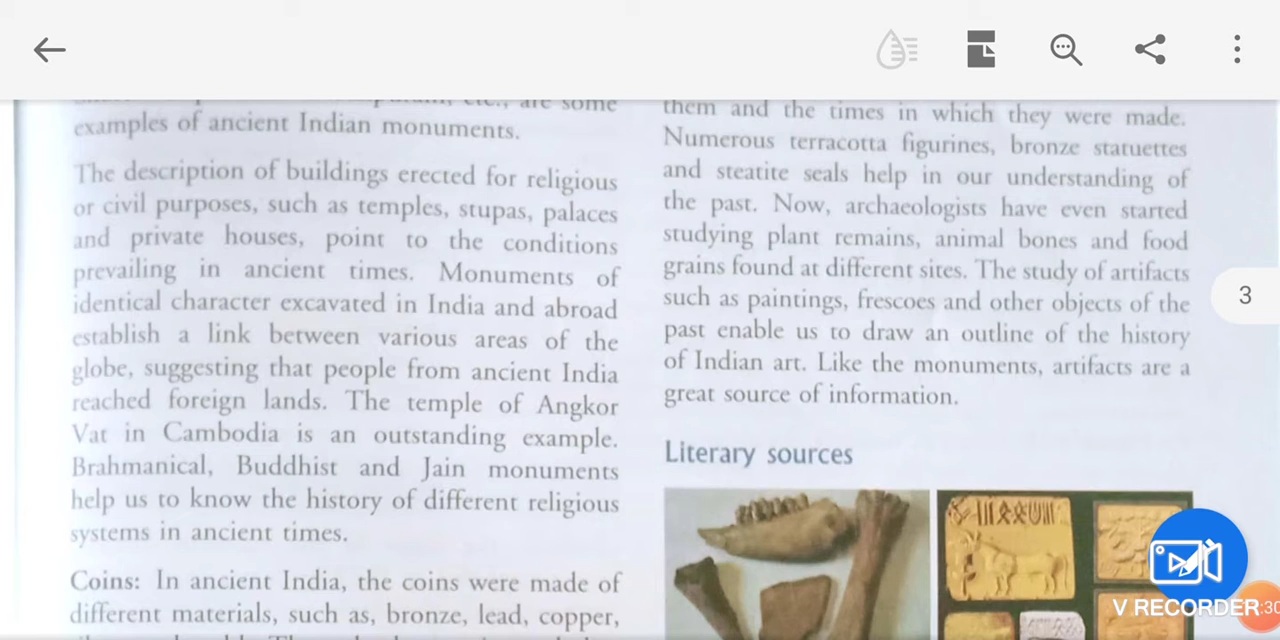 etc., are some
examples of ancient Indian monuments.
The description of buildings erected for religious
or civil purposes, such as temples, stupas, palaces
and private houses, point to the conditions
prevailing in ancient times. Monuments of
identical character excavated in India and abroad
establish a link between various areas of the
globe, suggesting that people from ancient India
reached foreign lands. The temple of Angkor
Vat in Cambodia is an outstanding example.
Brahmanical, Buddhist and Jain monuments
help us to know the history of different religious
systems in ancient times.
Coins: In ancient India, the coins were made of
different materials, such as, bronze, lead, copper,
them and the times in which they were made.
Numerous terracotta figurines, bronze statuettes
and steatite seals help in our understanding of
the past. Now, archaeologists have even started
studying plant remains, animal bones and food
grains found at different sites. The study of artifacts
such as paintings, frescoes and other objects of the
past enable us to draw an outline of the history
of Indian art. Like the monuments, artifacts are a
great source of information.
Literary sources
3
V RECORDER
:30